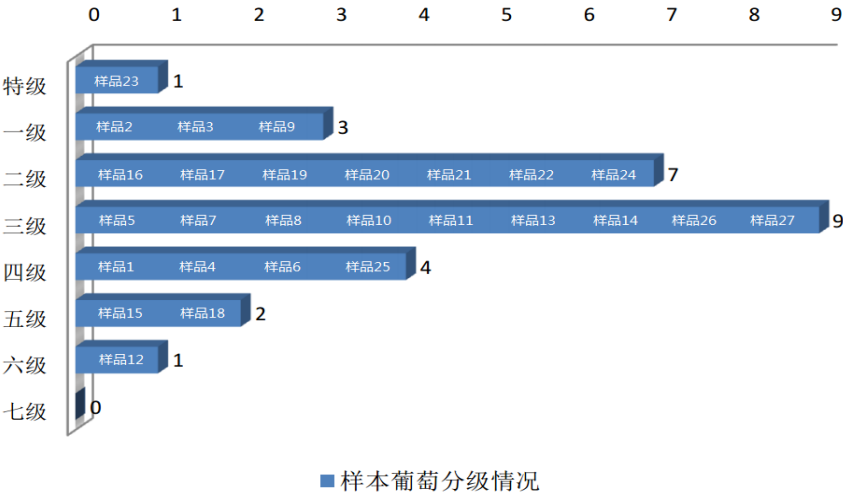 0 1 2 3 4 5 6 7 8 9
特级 样品23 1
一级 样品2 样品3 样品9 3
二级 样品16 样品17 样品19 样品20 样品21 样品22 样品24 7
三级 样品5 样品7 样品8 样品10 样品11 样品13 样品14 样品26 样品27 9
四级 样品1 样品4 样品6 样品25 4
五级 样品15 样品18 2
六级 样品12 1
七级 0
样本葡萄分级情况